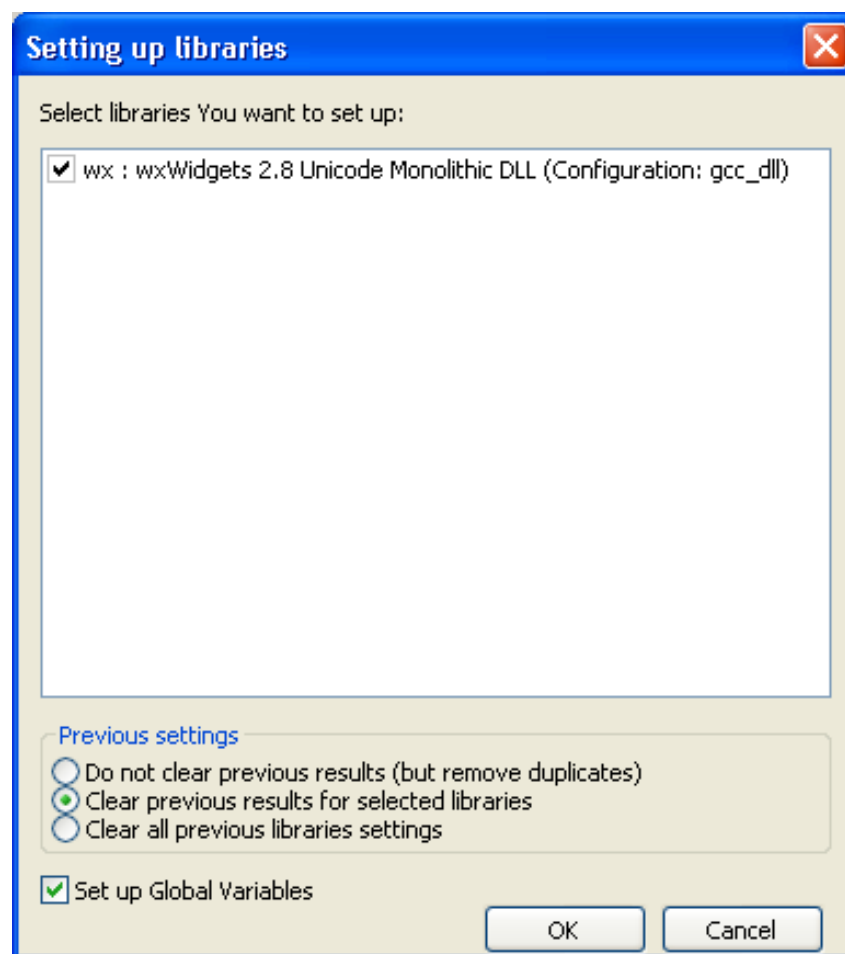 Setting up libraries
Select libraries You want to set up:
wx : wxWidgets 2.8 Unicode Monolithic DLL (Configuration: gcc_dll)
Previous settings
Do not clear previous results (but remove duplicates)
Clear previous results for selected libraries
Clear all previous libraries settings
Set up Global Variables
OK Cancel